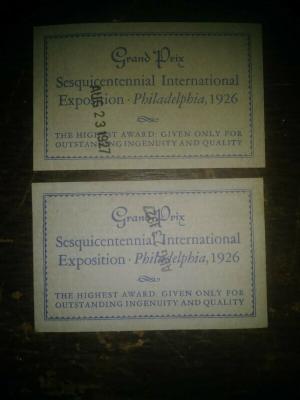 Grand Prix
Sesquicentennial International
Exposition · Philadelphia, 1926
THE HIGHEST AWARD: GIVEN ONLY FOR
OUTSTANDING INGENUITY AND QUALITY
AUG 23 1927
Grand Prix
Sesquicentennial International
Exposition · Philadelphia, 1926
THE HIGHEST AWARD: GIVEN ONLY FOR
OUTSTANDING INGENUITY AND QUALITY